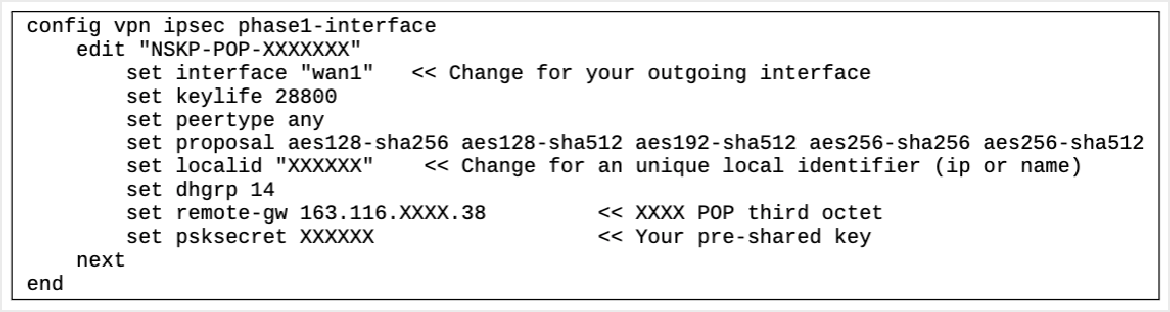 config vpn ipsec phase1-interface
edit "NSKP-POP-XXXXXXX"
set interface "wan1" << Change for your outgoing interface
set keylife 28800
set peertype any
set proposal aes128-sha256 aes128-sha512 aes192-sha512 aes256-sha256 aes256-sha512
set localid "XXXXXX" << Change for an unique local identifier (ip or name)
set dhgrp 14
set remote-gw 163.116.XXXX.38 << XXXX POP third octet
set psksecret XXXXXX << Your pre-shared key
next
end